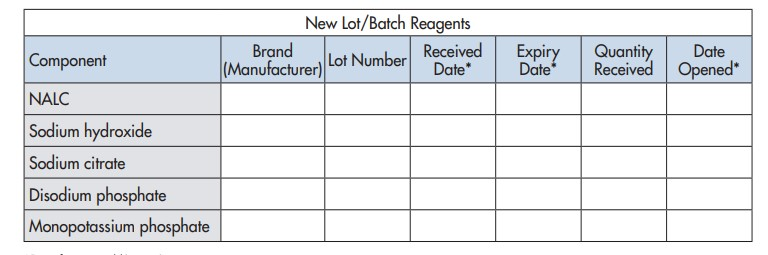 New Lot/Batch Reagents
Component
Brand
(Manufacturer)
Lot Number
Received
Date*
Expiry
Date*
Quantity
Received
Date
Opened*
NALC
Sodium hydroxide
Sodium citrate
Disodium phosphate
Monopotassium phosphate